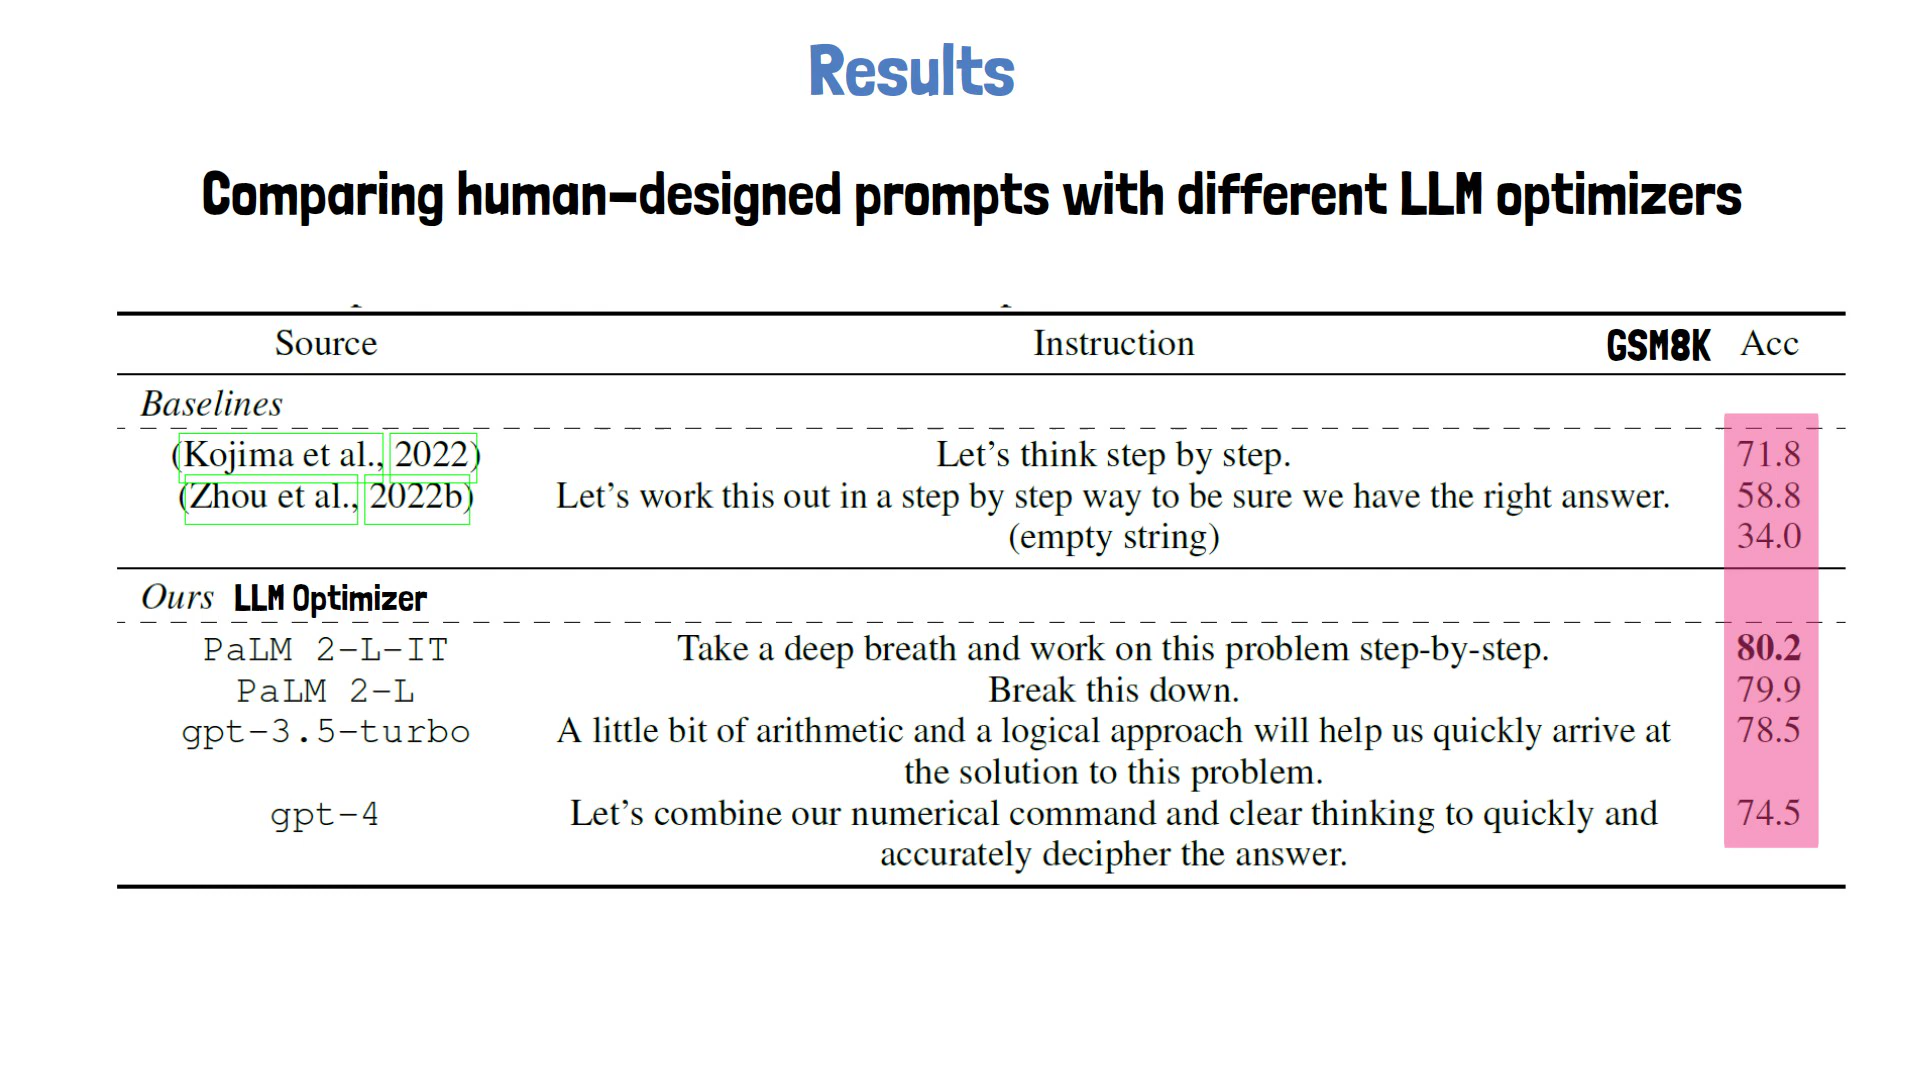 Results
Comparing human-designed prompts with different LLM optimizers
Source Instruction GSM8K Acc
Baselines
(Kojima et al., 2022) Let's think step by step. 71.8
(Zhou et al., 2022b) Let's work this out in a step by step way to be sure we have the right answer. 58.8
(empty string) 34.0
Ours LLM Optimizer
PaLM 2-L-IT Take a deep breath and work on this problem step-by-step. 80.2
PaLM 2-L Break this down. 79.9
gpt-3.5-turbo A little bit of arithmetic and a logical approach will help us quickly arrive at 78.5
the solution to this problem.
gpt-4 Let's combine our numerical command and clear thinking to quickly and 74.5
accurately decipher the answer.